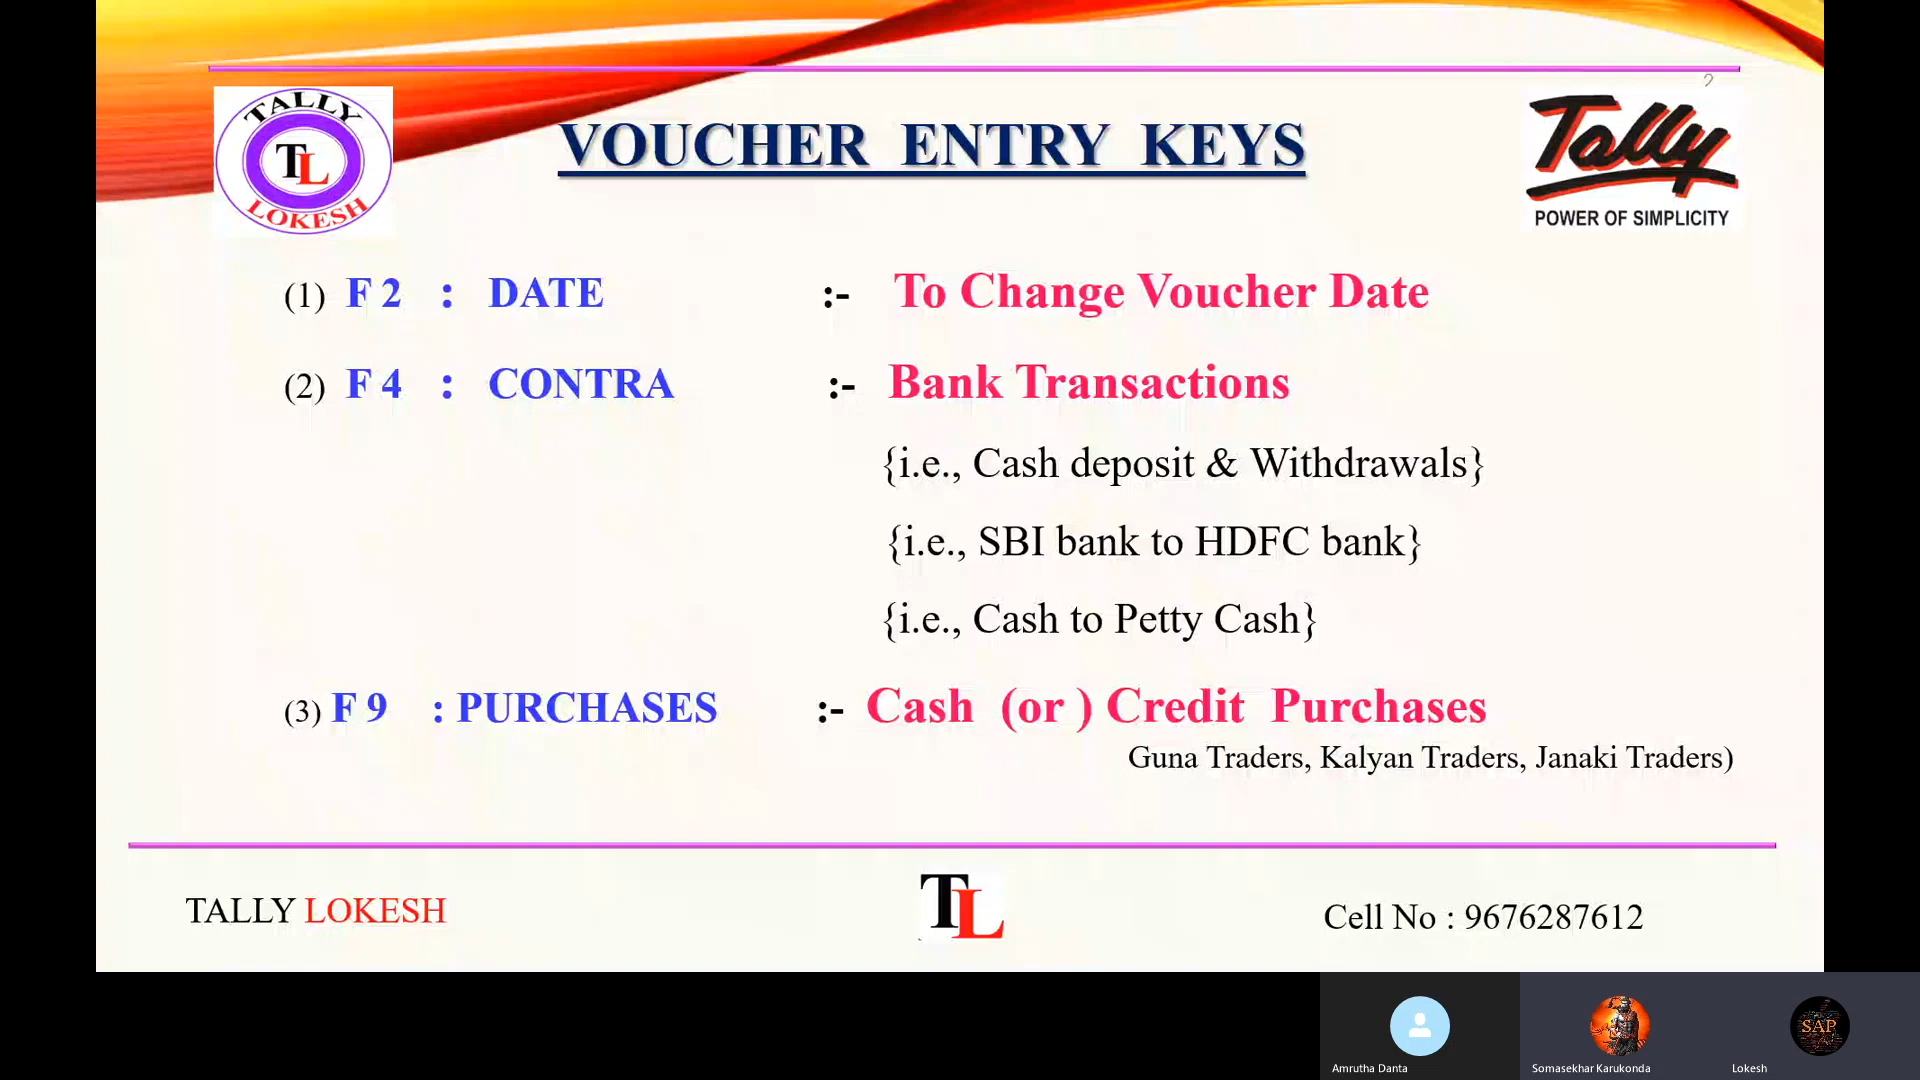 2
TALLY
TL
LOKESH
VOUCHER ENTRY KEYS
Tally
POWER OF SIMPLICITY
(1) F 2 : DATE :- To Change Voucher Date
(2) F 4 : CONTRA :- Bank Transactions
{i.e., Cash deposit & Withdrawals}
{i.e., SBI bank to HDFC bank}
{i.e., Cash to Petty Cash}
(3) F 9 : PURCHASES :- Cash (or ) Credit Purchases
Guna Traders, Kalyan Traders, Janaki Traders)
TALLY LOKESH
TL
Cell No : 9676287612
SAP
Amrutha Danta
Somasekhar Karukonda
Lokesh